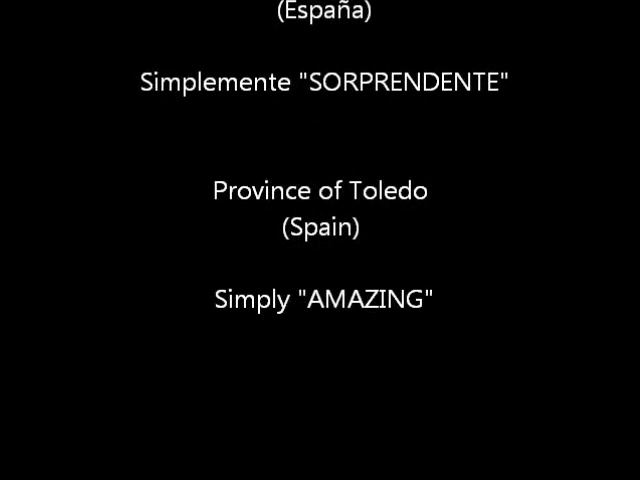 (España)
Simplemente "SORPRENDENTE"
Province of Toledo
(Spain)
Simply "AMAZING"